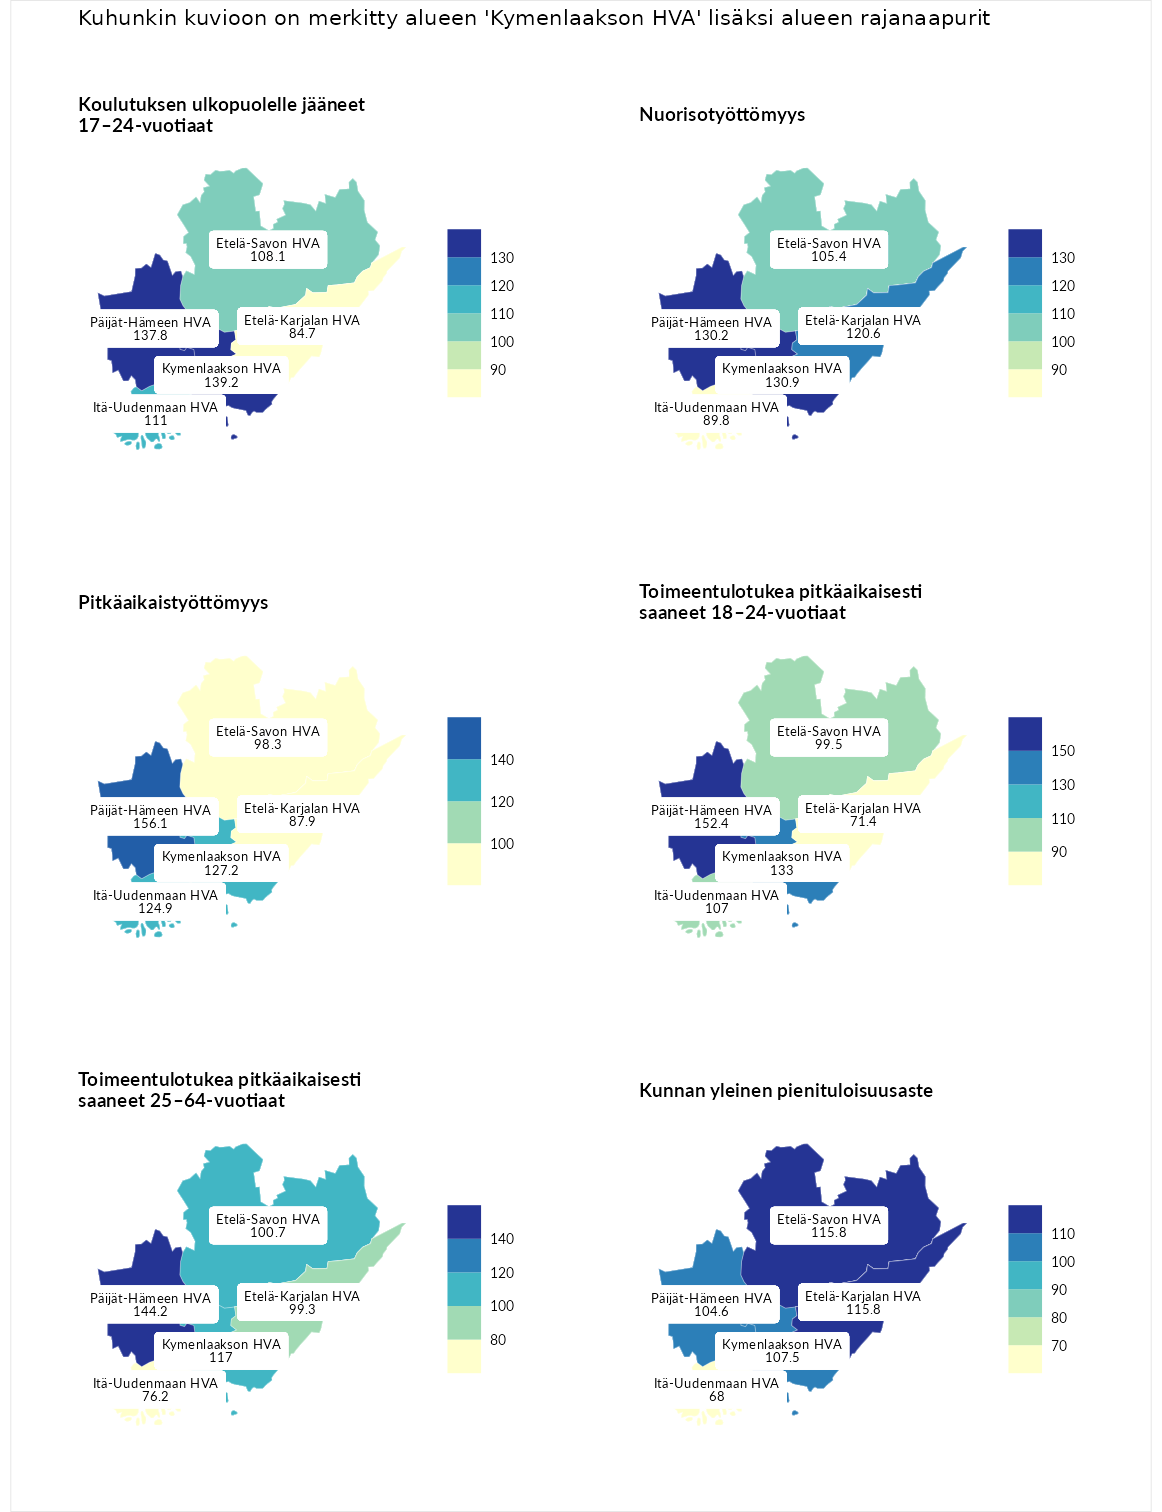 Kuhunkin kuvioon on merkitty alueen 'Kymenlaakson HVA' lisäksi alueen rajanaapurit
Koulutuksen ulkopuolelle jääneet
17–24-vuotiaat
Etelä-Savon HVA
108.1
Päijät-Hämeen HVA
137.8
Etelä-Karjalan HVA
84.7
Kymenlaakson HVA
139.2
Itä-Uudenmaan HVA
111
130
120
110
100
90
Nuorisotyöttömyys
Etelä-Savon HVA
105.4
Päijät-Hämeen HVA
130.2
Etelä-Karjalan HVA
120.6
Kymenlaakson HVA
130.9
Itä-Uudenmaan HVA
89.8
130
120
110
100
90
Pitkäaikaistyöttömyys
Etelä-Savon HVA
98.3
Päijät-Hämeen HVA
156.1
Etelä-Karjalan HVA
87.9
Kymenlaakson HVA
127.2
Itä-Uudenmaan HVA
124.9
140
120
100
Toimeentulotukea pitkäaikaisesti
saaneet 18–24-vuotiaat
Etelä-Savon HVA
99.5
Päijät-Hämeen HVA
152.4
Etelä-Karjalan HVA
71.4
Kymenlaakson HVA
133
Itä-Uudenmaan HVA
107
150
130
110
90
Toimeentulotukea pitkäaikaisesti
saaneet 25–64-vuotiaat
Etelä-Savon HVA
100.7
Päijät-Hämeen HVA
144.2
Etelä-Karjalan HVA
99.3
Kymenlaakson HVA
117
Itä-Uudenmaan HVA
76.2
140
120
100
80
Kunnan yleinen pienituloisuusaste
Etelä-Savon HVA
115.8
Päijät-Hämeen HVA
104.6
Etelä-Karjalan HVA
115.8
Kymenlaakson HVA
107.5
Itä-Uudenmaan HVA
68
110
100
90
80
70